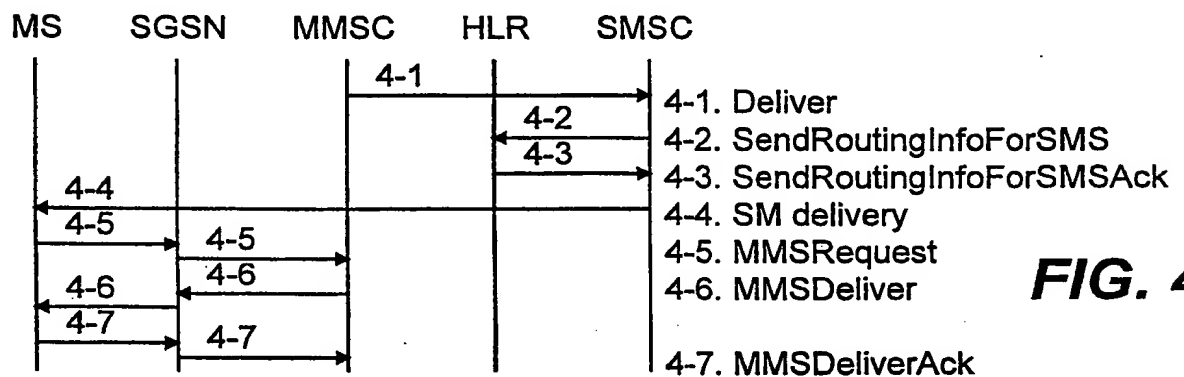 MS SGSN MMSC HLR SMSC
4-1
4-1. Deliver
4-2
4-2. SendRoutingInfoForSMS
4-3
4-3. SendRoutingInfoForSMSAck
4-4
4-4. SM delivery
4-5
4-5
4-5. MMSRequest
4-6
4-6
4-6. MMSDeliver
FIG. 4
4-7
4-7
4-7. MMSDeliverAck